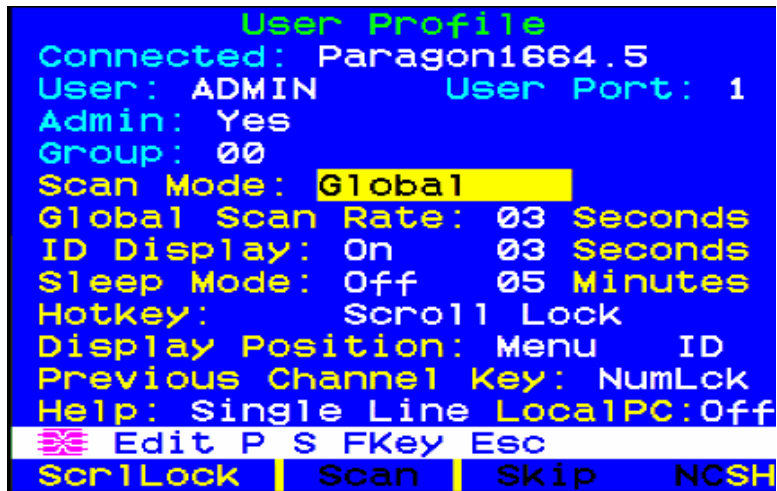 User Profile
Connected: Paragon1664.5
User: ADMIN User Port: 1
Admin: Yes
Group: 00
Scan Mode: Global
Global Scan Rate: 03 Seconds
ID Display: On 03 Seconds
Sleep Mode: Off 05 Minutes
Hotkey: Scroll Lock
Display Position: Menu ID
Previous Channel Key: NumLck
Help: Single Line LocalPC:Off
Edit P S FKey Esc
ScrlLock Scan Skip NCSH